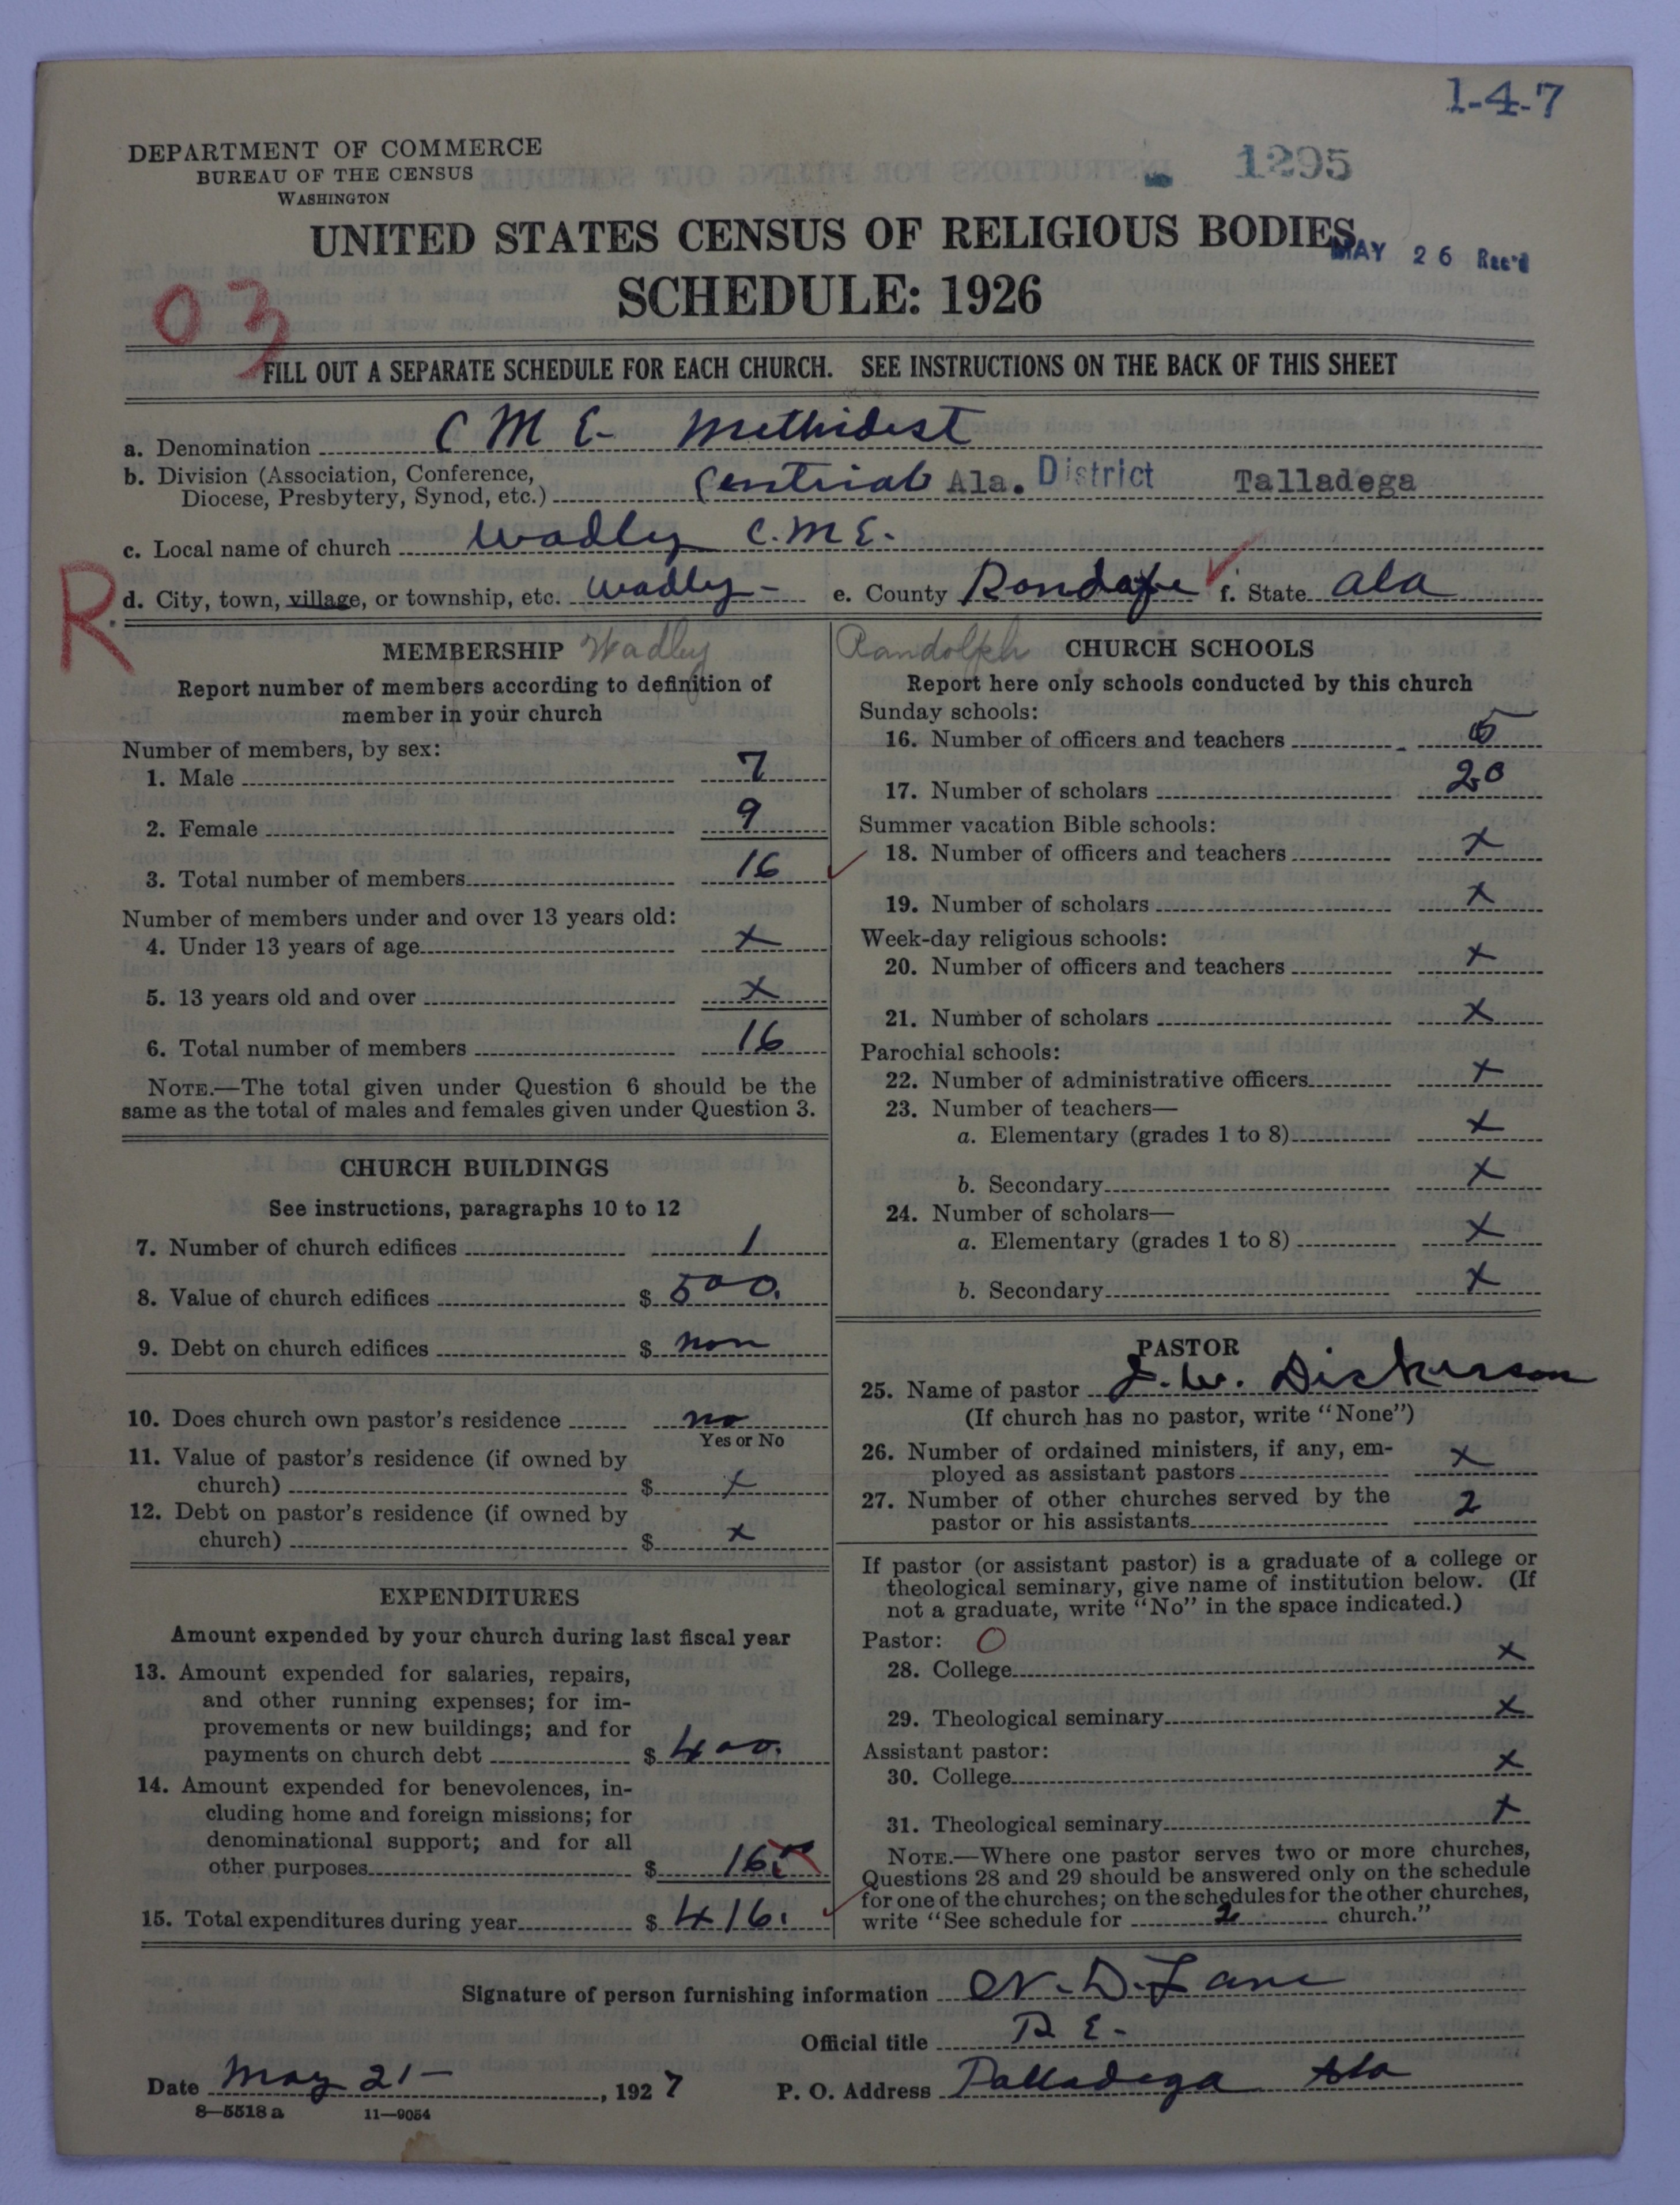 1-4-7
DEPARTMENT OF COMMERCE
BUREAU OF THE CENSUS
WASHINGTON
1295
UNITED STATES CENSUS OF RELIGIOUS BODIES
MAY 26 Rec'd
SCHEDULE: 1926
03
FILL OUT A SEPARATE SCHEDULE FOR EACH CHURCH. SEE INSTRUCTIONS ON THE BACK OF THIS SHEET
a. Denomination C M E- Methidest
b. Division (Association, Conference,
Diocese, Presbytery, Synod, etc.) Ala. District Talladega
c. Local name of church Wadley C.M.E.
R
d. City, town, village, or township, etc. Wadley - e. County f. State Ala
MEMBERSHIP Wadley
Report number of members according to definition of
member in your church
Number of members, by sex:
1. Male 7
2. Female 9
3. Total number of members 16
Number of members under and over 13 years old:
4. Under 13 years of age x
5. 13 years old and over x
6. Total number of members 16
NOTE.—The total given under Question 6 should be the
same as the total of males and females given under Question 3.
CHURCH BUILDINGS
See instructions, paragraphs 10 to 12
7. Number of church edifices 1
8. Value of church edifices $ 500.
9. Debt on church edifices $ non
10. Does church own pastor's residence no
Yes or No
11. Value of pastor's residence (if owned by
church) $ x
12. Debt on pastor's residence (if owned by
church) $ x
EXPENDITURES
Amount expended by your church during last fiscal year
13. Amount expended for salaries, repairs,
and other running expenses; for im-
provements or new buildings; and for
payments on church debt $ 400.
14. Amount expended for benevolences, in-
cluding home and foreign missions; for
denominational support; and for all
other purposes $ 16.
15. Total expenditures during year $ 416.
Randolph CHURCH SCHOOLS
Report here only schools conducted by this church
Sunday schools:
16. Number of officers and teachers 5
17. Number of scholars 20
Summer vacation Bible schools:
18. Number of officers and teachers x
19. Number of scholars x
Week-day religious schools:
20. Number of officers and teachers x
21. Number of scholars x
Parochial schools:
22. Number of administrative officers x
23. Number of teachers—
a. Elementary (grades 1 to 8) x
b. Secondary x
24. Number of scholars—
a. Elementary (grades 1 to 8) x
b. Secondary x
PASTOR
25. Name of pastor J. W. Dickerson
(If church has no pastor, write "None")
26. Number of ordained ministers, if any, em-
ployed as assistant pastors x
27. Number of other churches served by the
pastor or his assistants 2
If pastor (or assistant pastor) is a graduate of a college or
theological seminary, give name of institution below. (If
not a graduate, write "No" in the space indicated.)
Pastor: O
28. College x
29. Theological seminary x
Assistant pastor:
30. College x
31. Theological seminary x
NOTE.—Where one pastor serves two or more churches,
Questions 28 and 29 should be answered only on the schedule
for one of the churches; on the schedules for the other churches,
write "See schedule for 2 church."
Signature of person furnishing information N. D. Lane
Official title P. E.
Date May 21 -, 1927 P. O. Address Talladega Ala
8—5518 a 11—9054